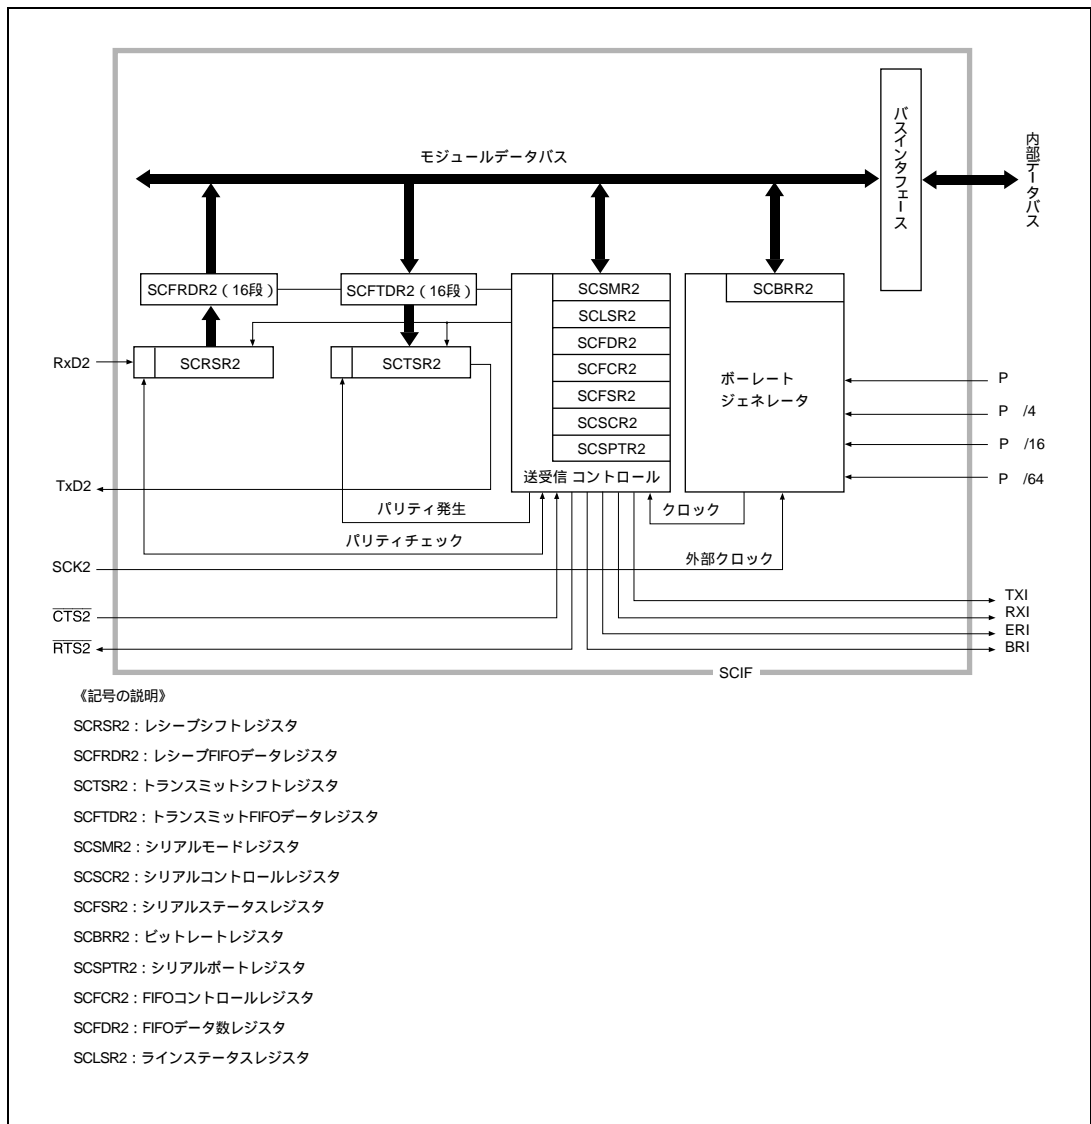 モジュールデータバス
バスインタフェース
内部データバス
SCFRDR2(16段)
SCFTDR2(16段)
SCSMR2
SCBRR2
SCLSR2
SCFDR2
SCFCR2
SCFSR2
SCSCR2
SCSPTR2
送受信 コントロール
RxD2
SCRSR2
SCTSR2
ボーレート
ジェネレータ
P
P /4
P /16
P /64
TxD2
パリティ発生
パリティチェック
クロック
外部クロック
SCK2
CTS2
RTS2
TXI
RXI
ERI
BRI
SCIF
《記号の説明》
SCRSR2:レシーブシフトレジスタ
SCFRDR2:レシーブFIFOデータレジスタ
SCTSR2:トランスミットシフトレジスタ
SCFTDR2:トランスミットFIFOデータレジスタ
SCSMR2:シリアルモードレジスタ
SCSCR2:シリアルコントロールレジスタ
SCFSR2:シリアルステータスレジスタ
SCBRR2:ビットレートレジスタ
SCSPTR2:シリアルポートレジスタ
SCFCR2:FIFOコントロールレジスタ
SCFDR2:FIFOデータ数レジスタ
SCLSR2:ラインステータスレジスタ